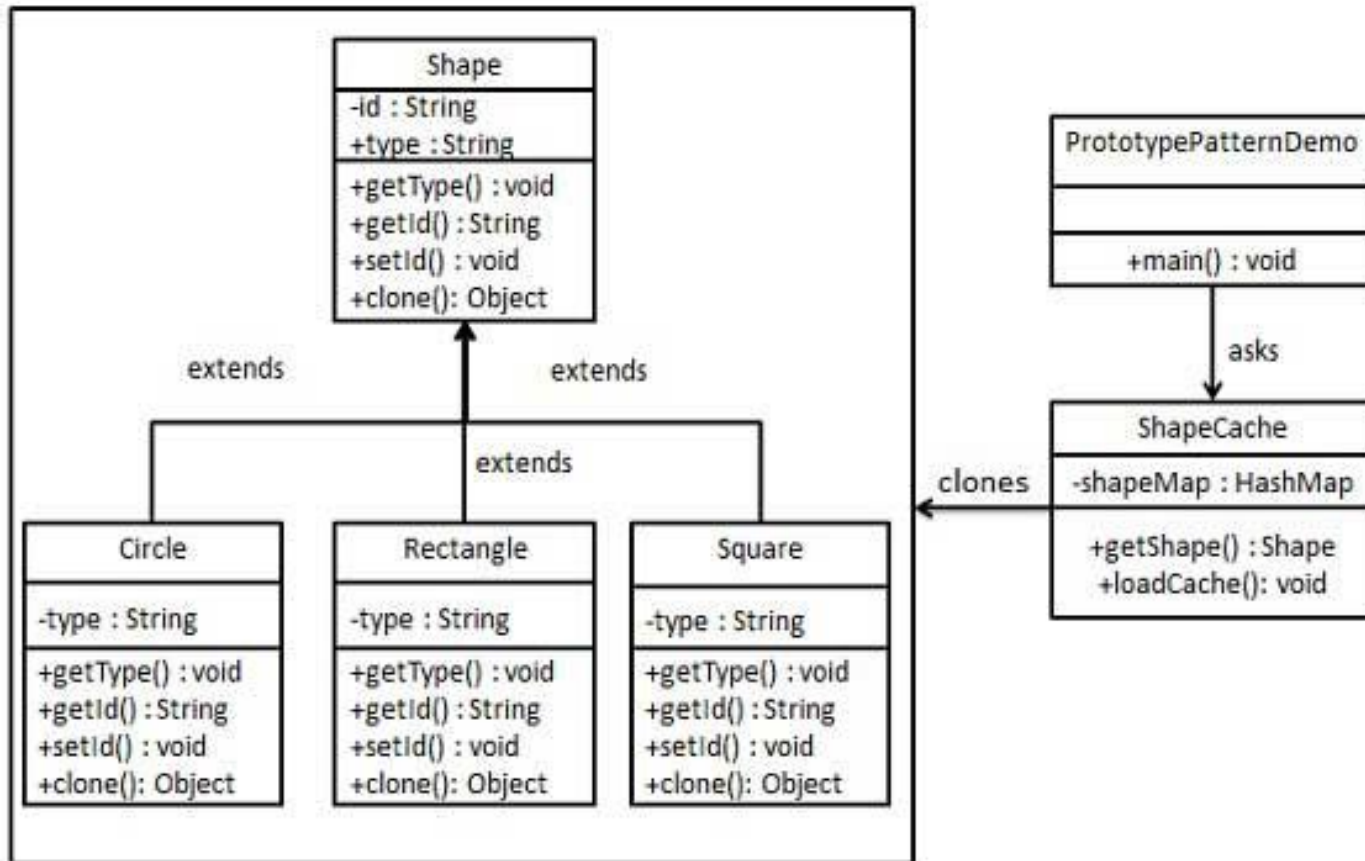 Shape
-id : String
+type : String
+getType() : void
+getId() : String
+setId() : void
+clone(): Object
extends
extends
extends
Circle
-type : String
+getType() : void
+getId() : String
+setId() : void
+clone(): Object
Rectangle
-type : String
+getType() : void
+getId() : String
+setId() : void
+clone(): Object
Square
-type : String
+getType() : void
+getId() : String
+setId() : void
+clone(): Object
PrototypePatternDemo
+main() : void
asks
ShapeCache
-shapeMap : HashMap
+getShape() : Shape
+loadCache(): void
clones